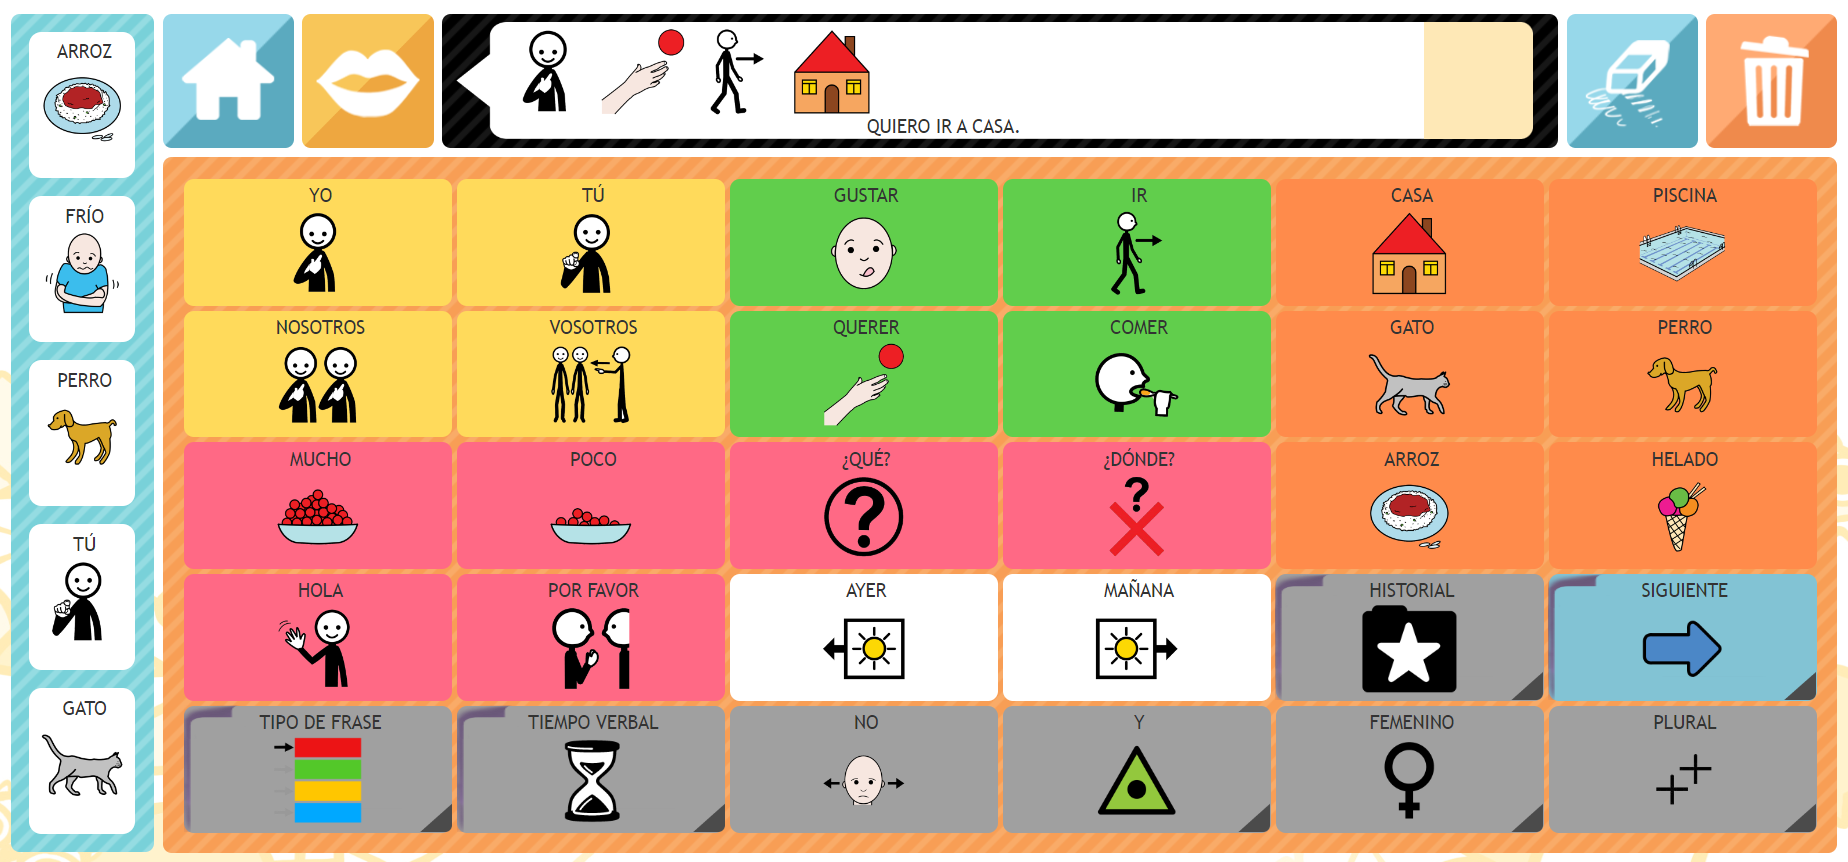 ARROZ
FRÍO
PERRO
TÚ
GATO
QUIERO IR A CASA.
YO
TÚ
GUSTAR
IR
CASA
PISCINA
NOSOTROS
VOSOTROS
QUERER
COMER
GATO
PERRO
MUCHO
POCO
¿QUÉ?
¿DÓNDE?
ARROZ
HELADO
HOLA
POR FAVOR
AYER
MAÑANA
HISTORIAL
SIGUIENTE
TIPO DE FRASE
TIEMPO VERBAL
NO
Y
FEMENINO
PLURAL